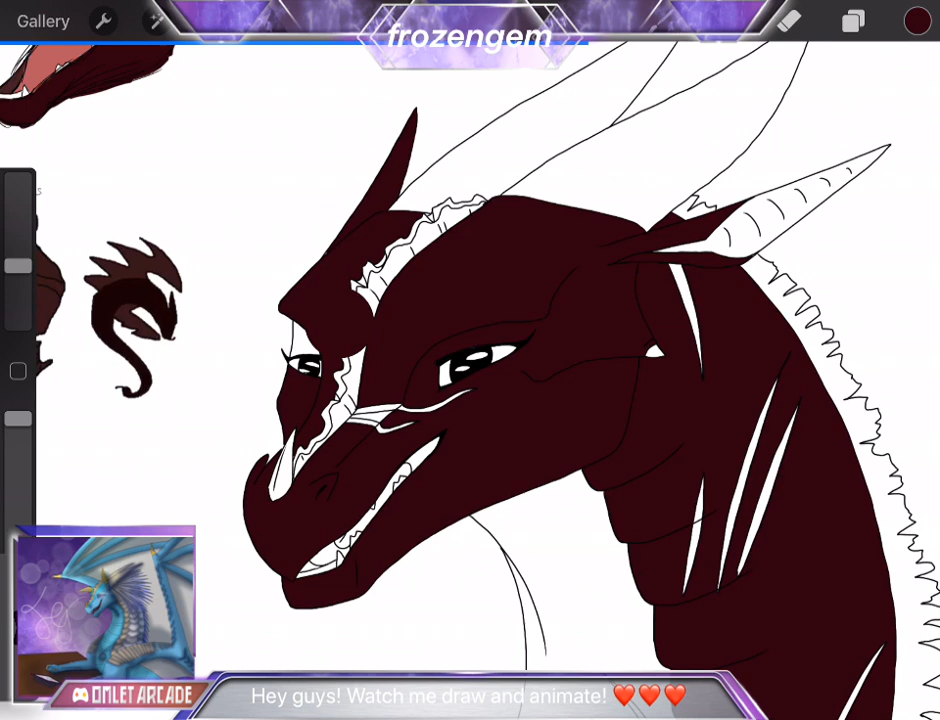 Gallery
frozengem
OMLET ARCADE
Hey guys! Watch me draw and animate! ❤️❤️❤️